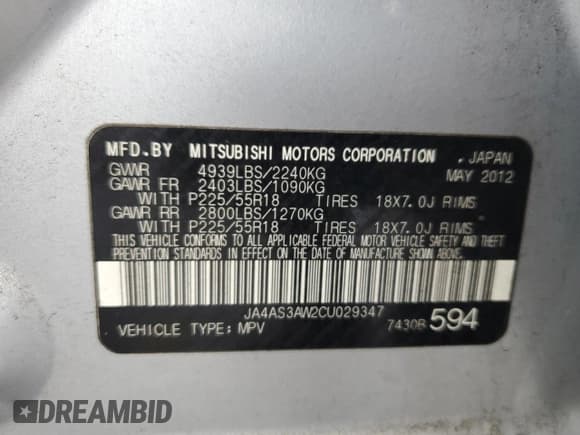 MFD.BY MITSUBISHI MOTORS CORPORATION . JAPAN
GVWR 4939LBS/2240KG MAY 2012
GAWR FR 2403LBS/1090KG
WITH P225/55R18 TIRES 18X7.0J RIMS
GAWR RR 2800LBS/1270KG
WITH P225/55R18 TIRES 18X7.0J RIMS
THIS VEHICLE CONFORMS TO ALL APPLICABLE FEDERAL MOTOR VEHICLE SAFETY AND THEFT
PREVENTION STANDARDS IN EFFECT ON THE DATE OF MANUFACTURE SHOWN ABOVE.
JA4AS3AW2CU029347
VEHICLE TYPE: MPV 7430B 594
DREAMBID